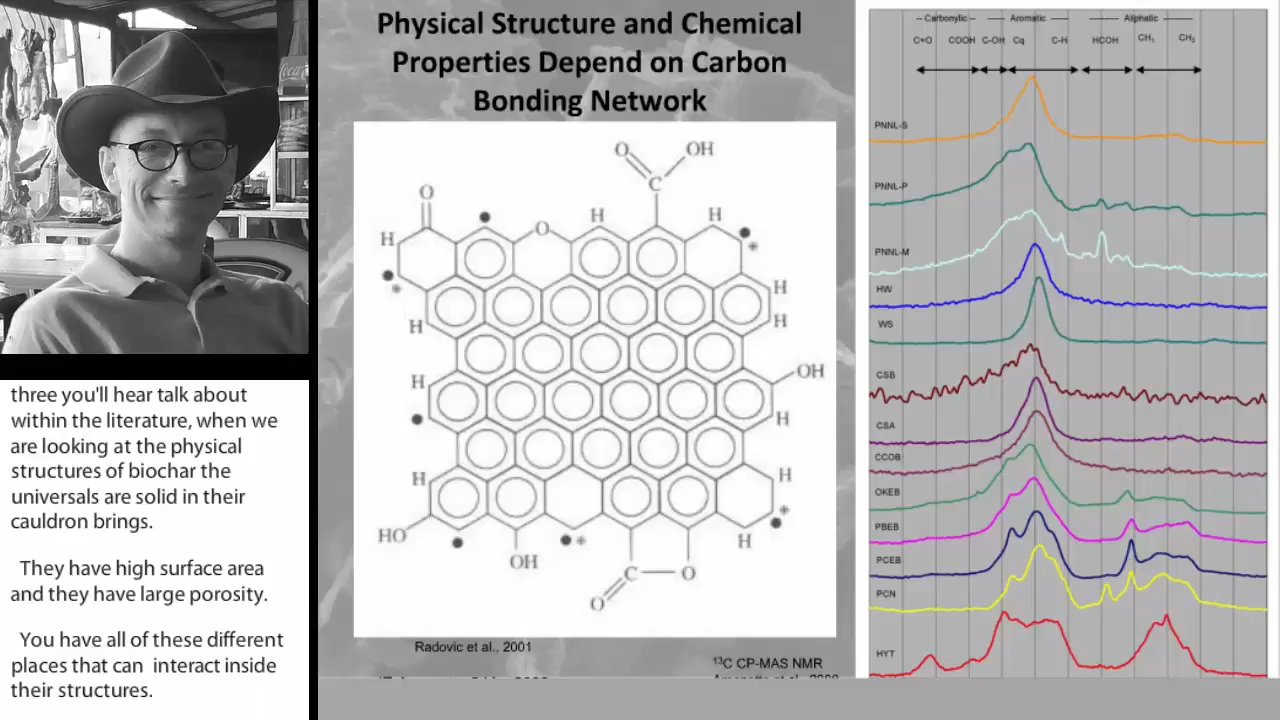 Coca-Cola
three you'll hear talk about
within the literature, when we
are looking at the physical
structures of biochar the
universals are solid in their
cauldron brings.
They have high surface area
and they have large porosity.
You have all of these different
places that can interact inside
their structures.
Physical Structure and Chemical
Properties Depend on Carbon
Bonding Network
O OH
C
O
H OH
H O H H
H
H
H
H OH
H
H H
HO OH H
C O
O
Radovic et al., 2001
13C CP-MAS NMR
Carbonylic Aromatic Aliphatic
C=O COOH C-OH Cq C-H HCOH CH₂ CH₃
PNNL-S
PNNL-P
PNNL-M
HW
WS
CSB
CSA
CCOB
OKEB
PBEB
PCEB
PCN
HYT